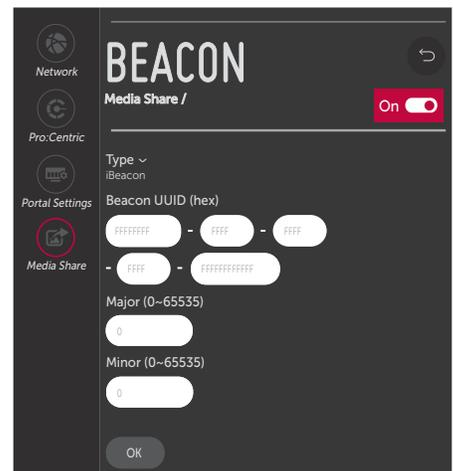 Network
Pro:Centric
Portal Settings
Media Share
BEACON
Media Share /
On
Type
iBeacon
Beacon UUID (hex)
FFFFFFFF - FFFF - FFFF
- FFFF - FFFFFFFFFFFF
Major (0~65535)
0
Minor (0~65535)
0
OK